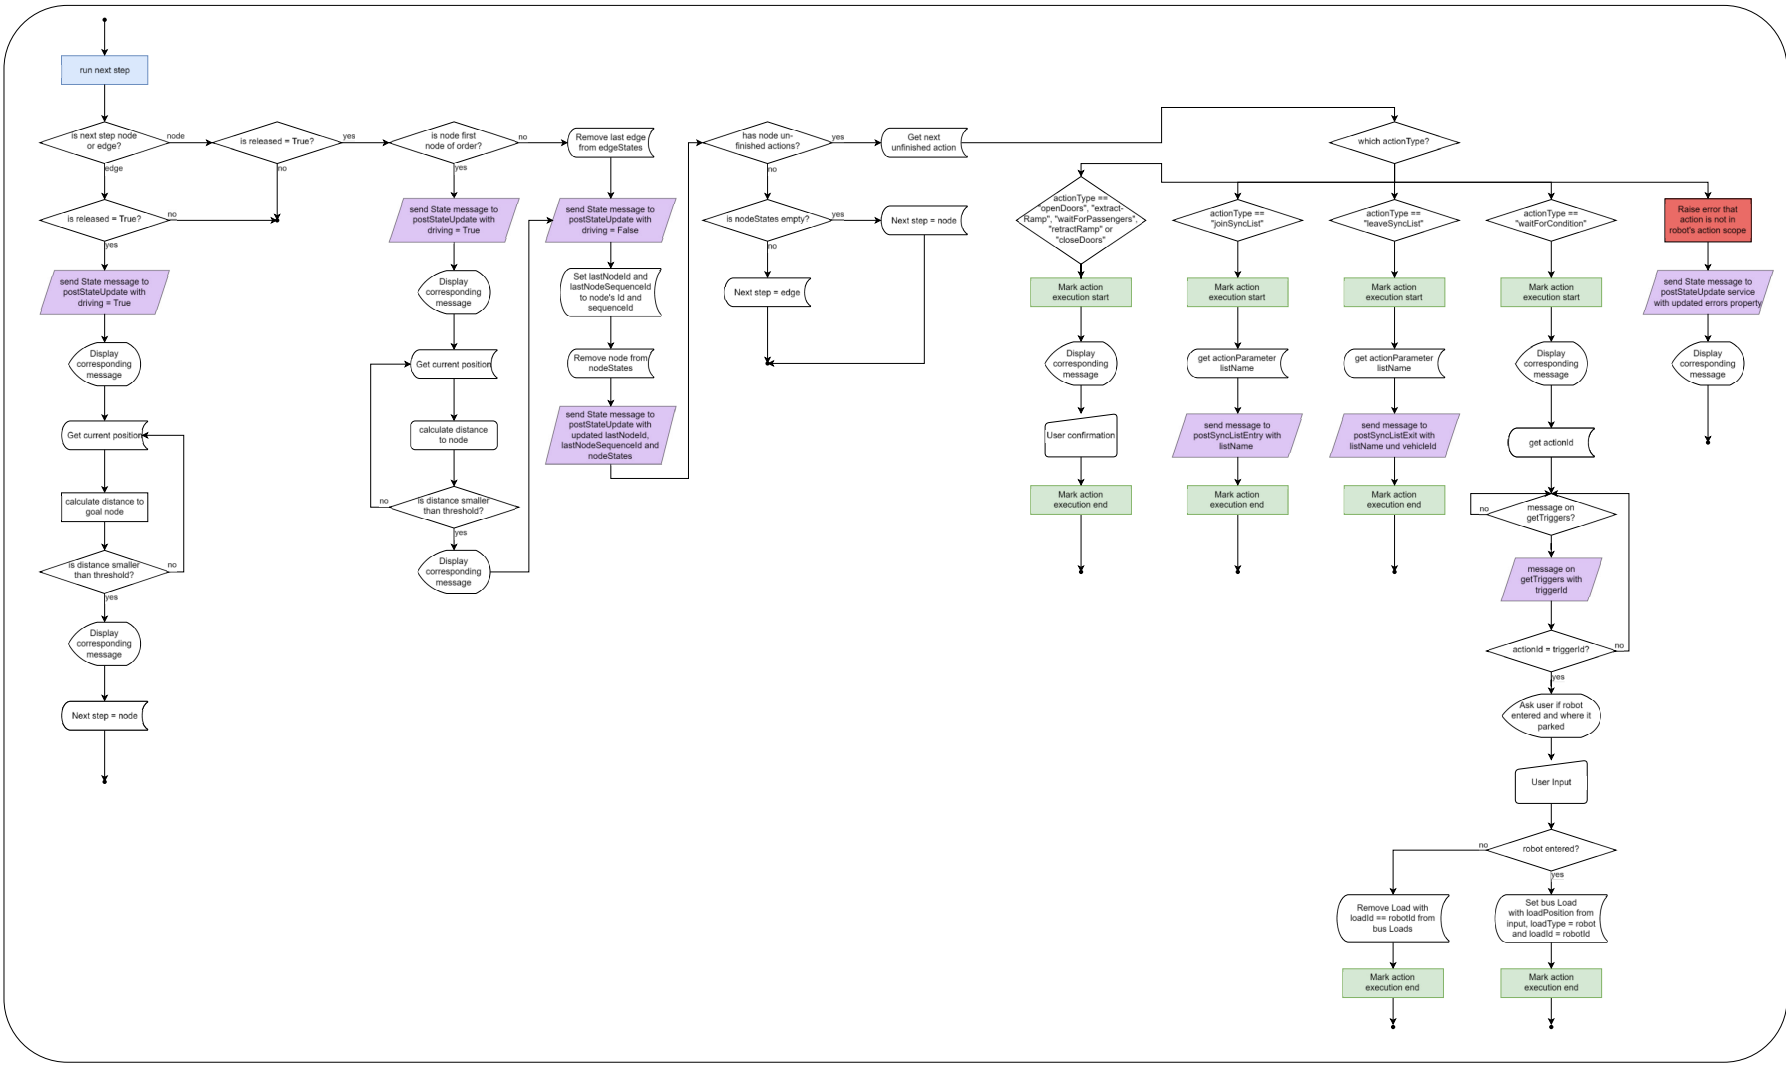 run next step
is next step node
or edge?
node
edge
is released = True?
yes
no
is released = True?
no
yes
send State message to
postStateUpdate with
driving = True
Display
corresponding
message
Get current position
calculate distance to
goal node
is distance smaller
than threshold?
no
yes
Display
corresponding
message
Next step = node
is node first
node of order?
no
yes
send State message to
postStateUpdate with
driving = True
Display
corresponding
message
Get current position
calculate distance
to node
is distance smaller
than threshold?
no
yes
Display
corresponding
message
Remove last edge
from edgeStates
send State message to
postStateUpdate with
driving = False
Set lastNodeId and
lastNodeSequenceId
to node's Id and
sequenceId
Remove node from
nodeStates
send State message to
postStateUpdate with
updated lastNodeId,
lastNodeSequenceId and
nodeStates
has node un-
finished actions?
yes
no
Get next
unfinished action
is nodeStates empty?
yes
no
Next step = node
Next step = edge
which actionType?
actionType ==
"openDoors", "extract-
Ramp", "waitForPassengers",
"retractRamp" or
"closeDoors"
Mark action
execution start
Display
corresponding
message
User confirmation
Mark action
execution end
actionType ==
"joinSyncList"
Mark action
execution start
get actionParameter
listName
send message to
postSyncListEntry with
listName
Mark action
execution end
actionType ==
"leaveSyncList"
Mark action
execution start
get actionParameter
listName
send message to
postSyncListExit with
listName und vehicleId
Mark action
execution end
actionType ==
"waitForCondition"
Mark action
execution start
Display
corresponding
message
get actionId
message on
getTriggers?
no
message on
getTriggers with
triggerId
actionId = triggerId?
no
yes
Ask user if robot
entered and where it
parked
User Input
robot entered?
no
yes
Remove Load with
loadId == robotId from
bus Loads
Mark action
execution end
Set bus Load
with loadPosition from
input, loadType = robot
and loadId = robotId
Mark action
execution end
Raise error that
action is not in
robot's action scope
send State message to
postStateUpdate service
with updated errors property
Display
corresponding
message